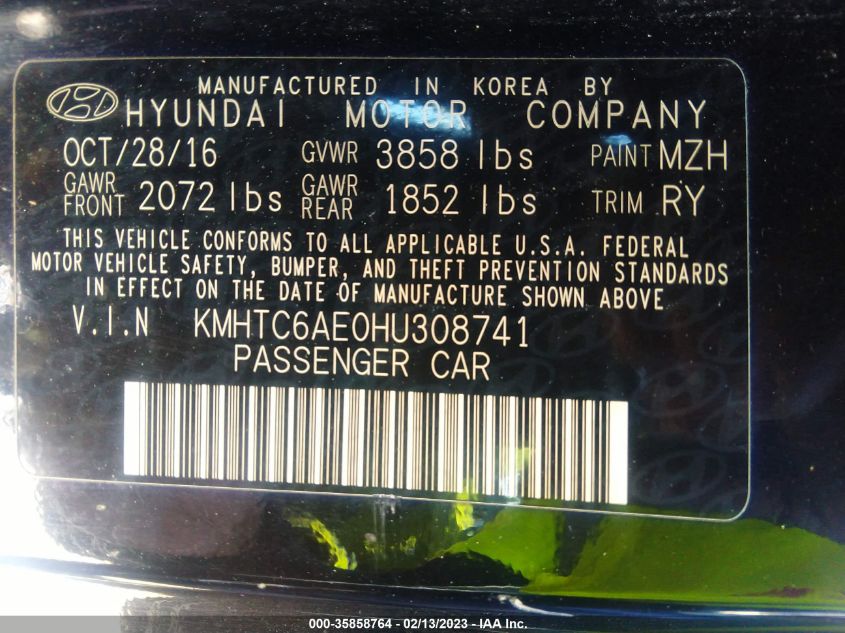 MANUFACTURED IN KOREA BY
HYUNDAI MOTOR COMPANY
OCT/28/16 GVWR 3858 lbs PAINT MZH
GAWR FRONT 2072 lbs GAWR REAR 1852 lbs TRIM RY
THIS VEHICLE CONFORMS TO ALL APPLICABLE U.S.A. FEDERAL
MOTOR VEHICLE SAFETY, BUMPER, AND THEFT PREVENTION STANDARDS
IN EFFECT ON THE DATE OF MANUFACTURE SHOWN ABOVE
V.I.N KMHTC6AE0HU308741
PASSENGER CAR
000-35858764 - 02/13/2023 - IAA Inc.